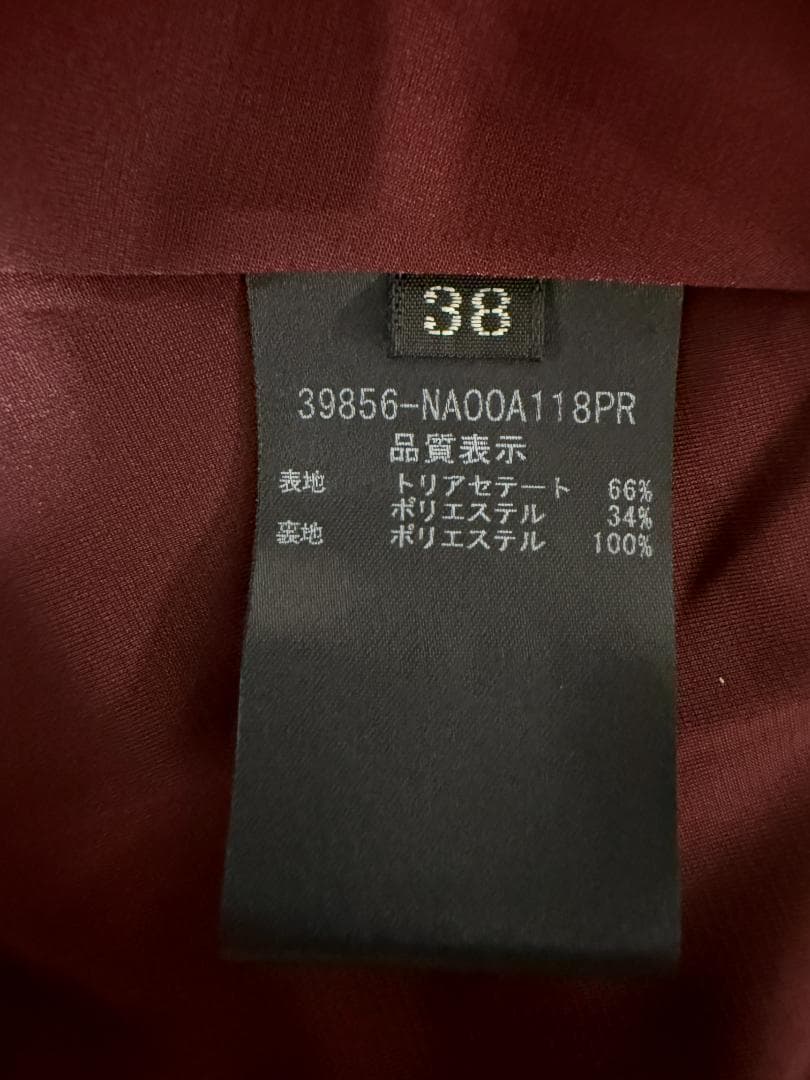 38
39856-NA00A118PR
品質表示
表地 トリアセテート 66%
ポリエステル 34%
裏地 ポリエステル 100%